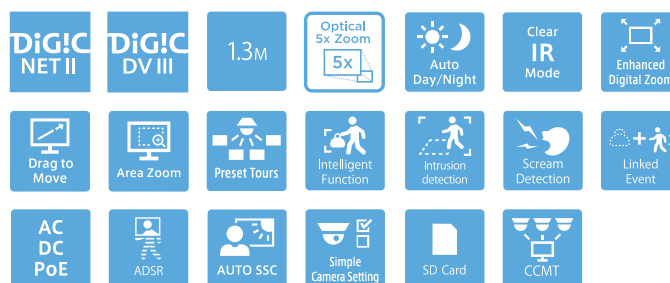 DiG!C
NET II
DiG!C
DV III
1.3M
Optical
5x Zoom
5x
Auto
Day/Night
Clear
IR
Mode
Enhanced
Digital Zoom
Drag to
Move
Area Zoom
Preset Tours
Intelligent
Function
Intrusion
detection
Scream
Detection
Linked
Event
AC
DC
PoE
ADSR
AUTO SSC
Simple
Camera Setting
SD Card
CCMT